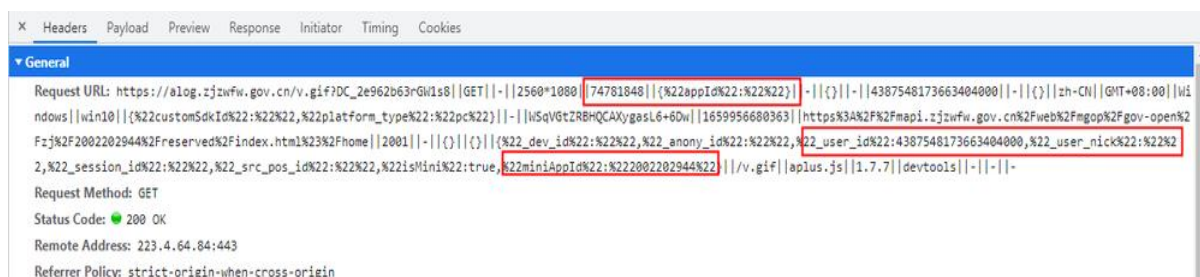 × Headers Payload Preview Response Initiator Timing Cookies
▼ General
Request URL: https://alog.zjzwfw.gov.cn/v.gif?DC_2e962b63rGW1s8||GET||-||2560*1080||74781848||{%22appId%22:%22%22}||-||{}||-||4387548173663404000||-||{}||zh-CN||GMT+08:00||Wi
ndows||win10||{%22customSdkId%22:%22%22,%22platform_type%22:%22pc%22}||-||WSqVGtZRBHQCAXygasL6+6Dw||1659956680363||https%3A%2F%2Fmapi.zjzwfw.gov.cn%2Fweb%2Fmgop%2Fgov-open%2
Fzj%2F2002202944%2Freserved%2Findex.html%23%2Fhome||2001||-||{}||{}||{%22_dev_id%22:%22%22,%22_anony_id%22:%22%22,%22_user_id%22:4387548173663404000,%22_user_nick%22:%22%2
2,%22_session_id%22:%22%22,%22_src_pos_id%22:%22%22,%22isMini%22:true,%22miniAppId%22:%222002202944%22}||/v.gif||aplus.js||1.7.7||devtools||-||-||-
Request Method: GET
Status Code: 200 OK
Remote Address: 223.4.64.84:443
Referrer Policy: strict-origin-when-cross-origin